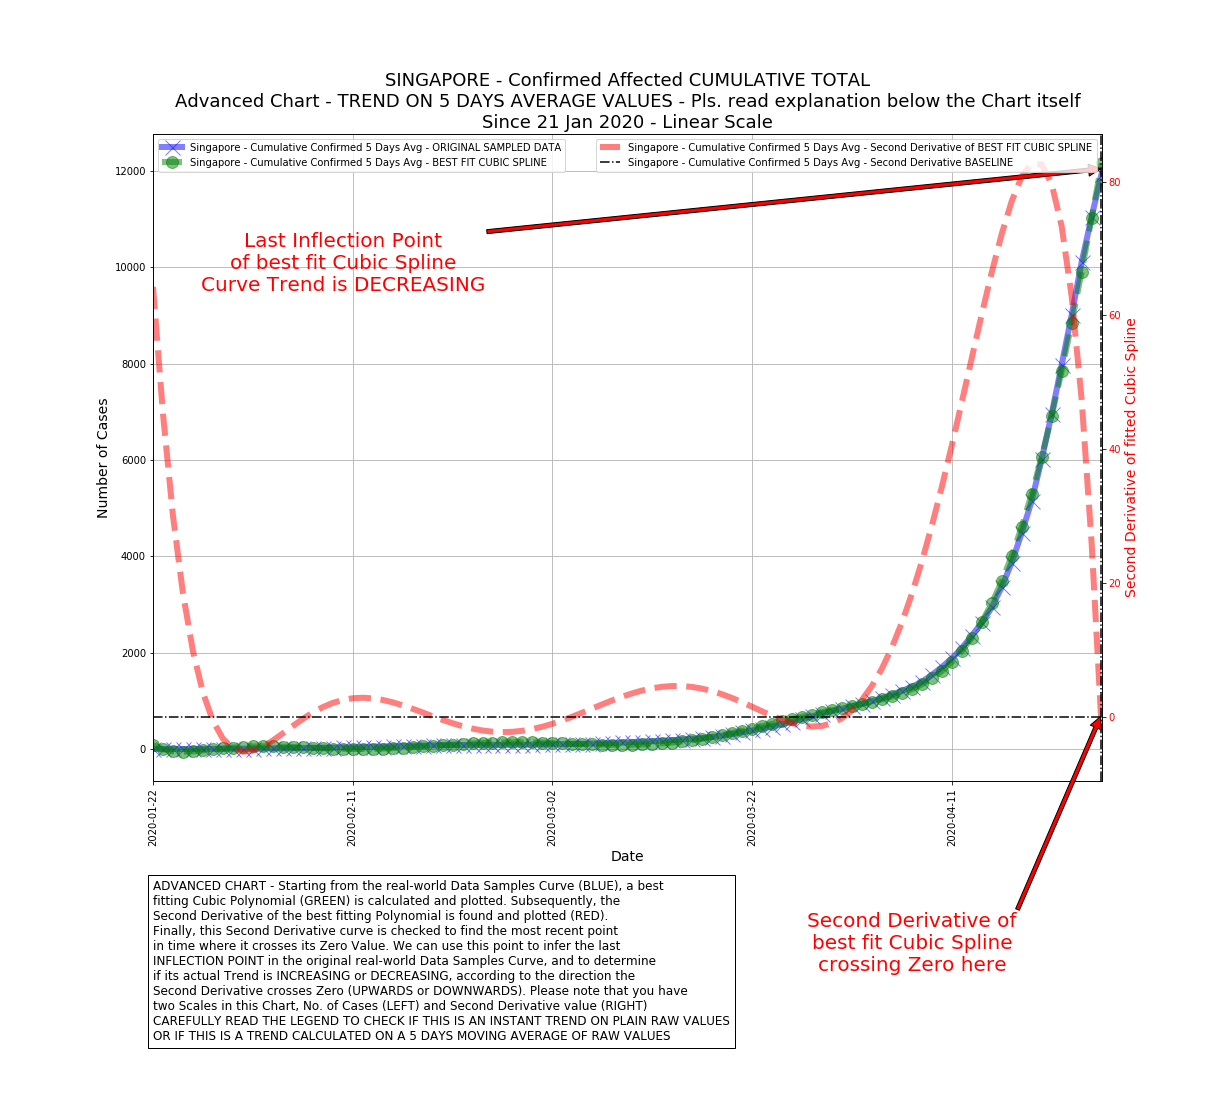 SINGAPORE - Confirmed Affected CUMULATIVE TOTAL
Advanced Chart - TREND ON 5 DAYS AVERAGE VALUES - Pls. read explanation below the Chart itself
Since 21 Jan 2020 - Linear Scale
Singapore - Cumulative Confirmed 5 Days Avg - ORIGINAL SAMPLED DATA
Singapore - Cumulative Confirmed 5 Days Avg - BEST FIT CUBIC SPLINE
Singapore - Cumulative Confirmed 5 Days Avg - Second Derivative of BEST FIT CUBIC SPLINE
Singapore - Cumulative Confirmed 5 Days Avg - Second Derivative BASELINE
Last Inflection Point
of best fit Cubic Spline
Curve Trend is DECREASING
Number of Cases
12000
10000
8000
6000
4000
2000
0
80
60
40
20
0
Second Derivative of fitted Cubic Spline
2020-01-22
2020-02-11
2020-03-02
2020-03-22
2020-04-11
Date
ADVANCED CHART - Starting from the real-world Data Samples Curve (BLUE), a best
fitting Cubic Polynomial (GREEN) is calculated and plotted. Subsequently, the
Second Derivative of the best fitting Polynomial is found and plotted (RED).
Finally, this Second Derivative curve is checked to find the most recent point
in time where it crosses its Zero Value. We can use this point to infer the last
INFLECTION POINT in the original real-world Data Samples Curve, and to determine
if its actual Trend is INCREASING or DECREASING, according to the direction the
Second Derivative crosses Zero (UPWARDS or DOWNWARDS). Please note that you have
two Scales in this Chart, No. of Cases (LEFT) and Second Derivative value (RIGHT)
CAREFULLY READ THE LEGEND TO CHECK IF THIS IS AN INSTANT TREND ON PLAIN RAW VALUES
OR IF THIS IS A TREND CALCULATED ON A 5 DAYS MOVING AVERAGE OF RAW VALUES
Second Derivative of
best fit Cubic Spline
crossing Zero here